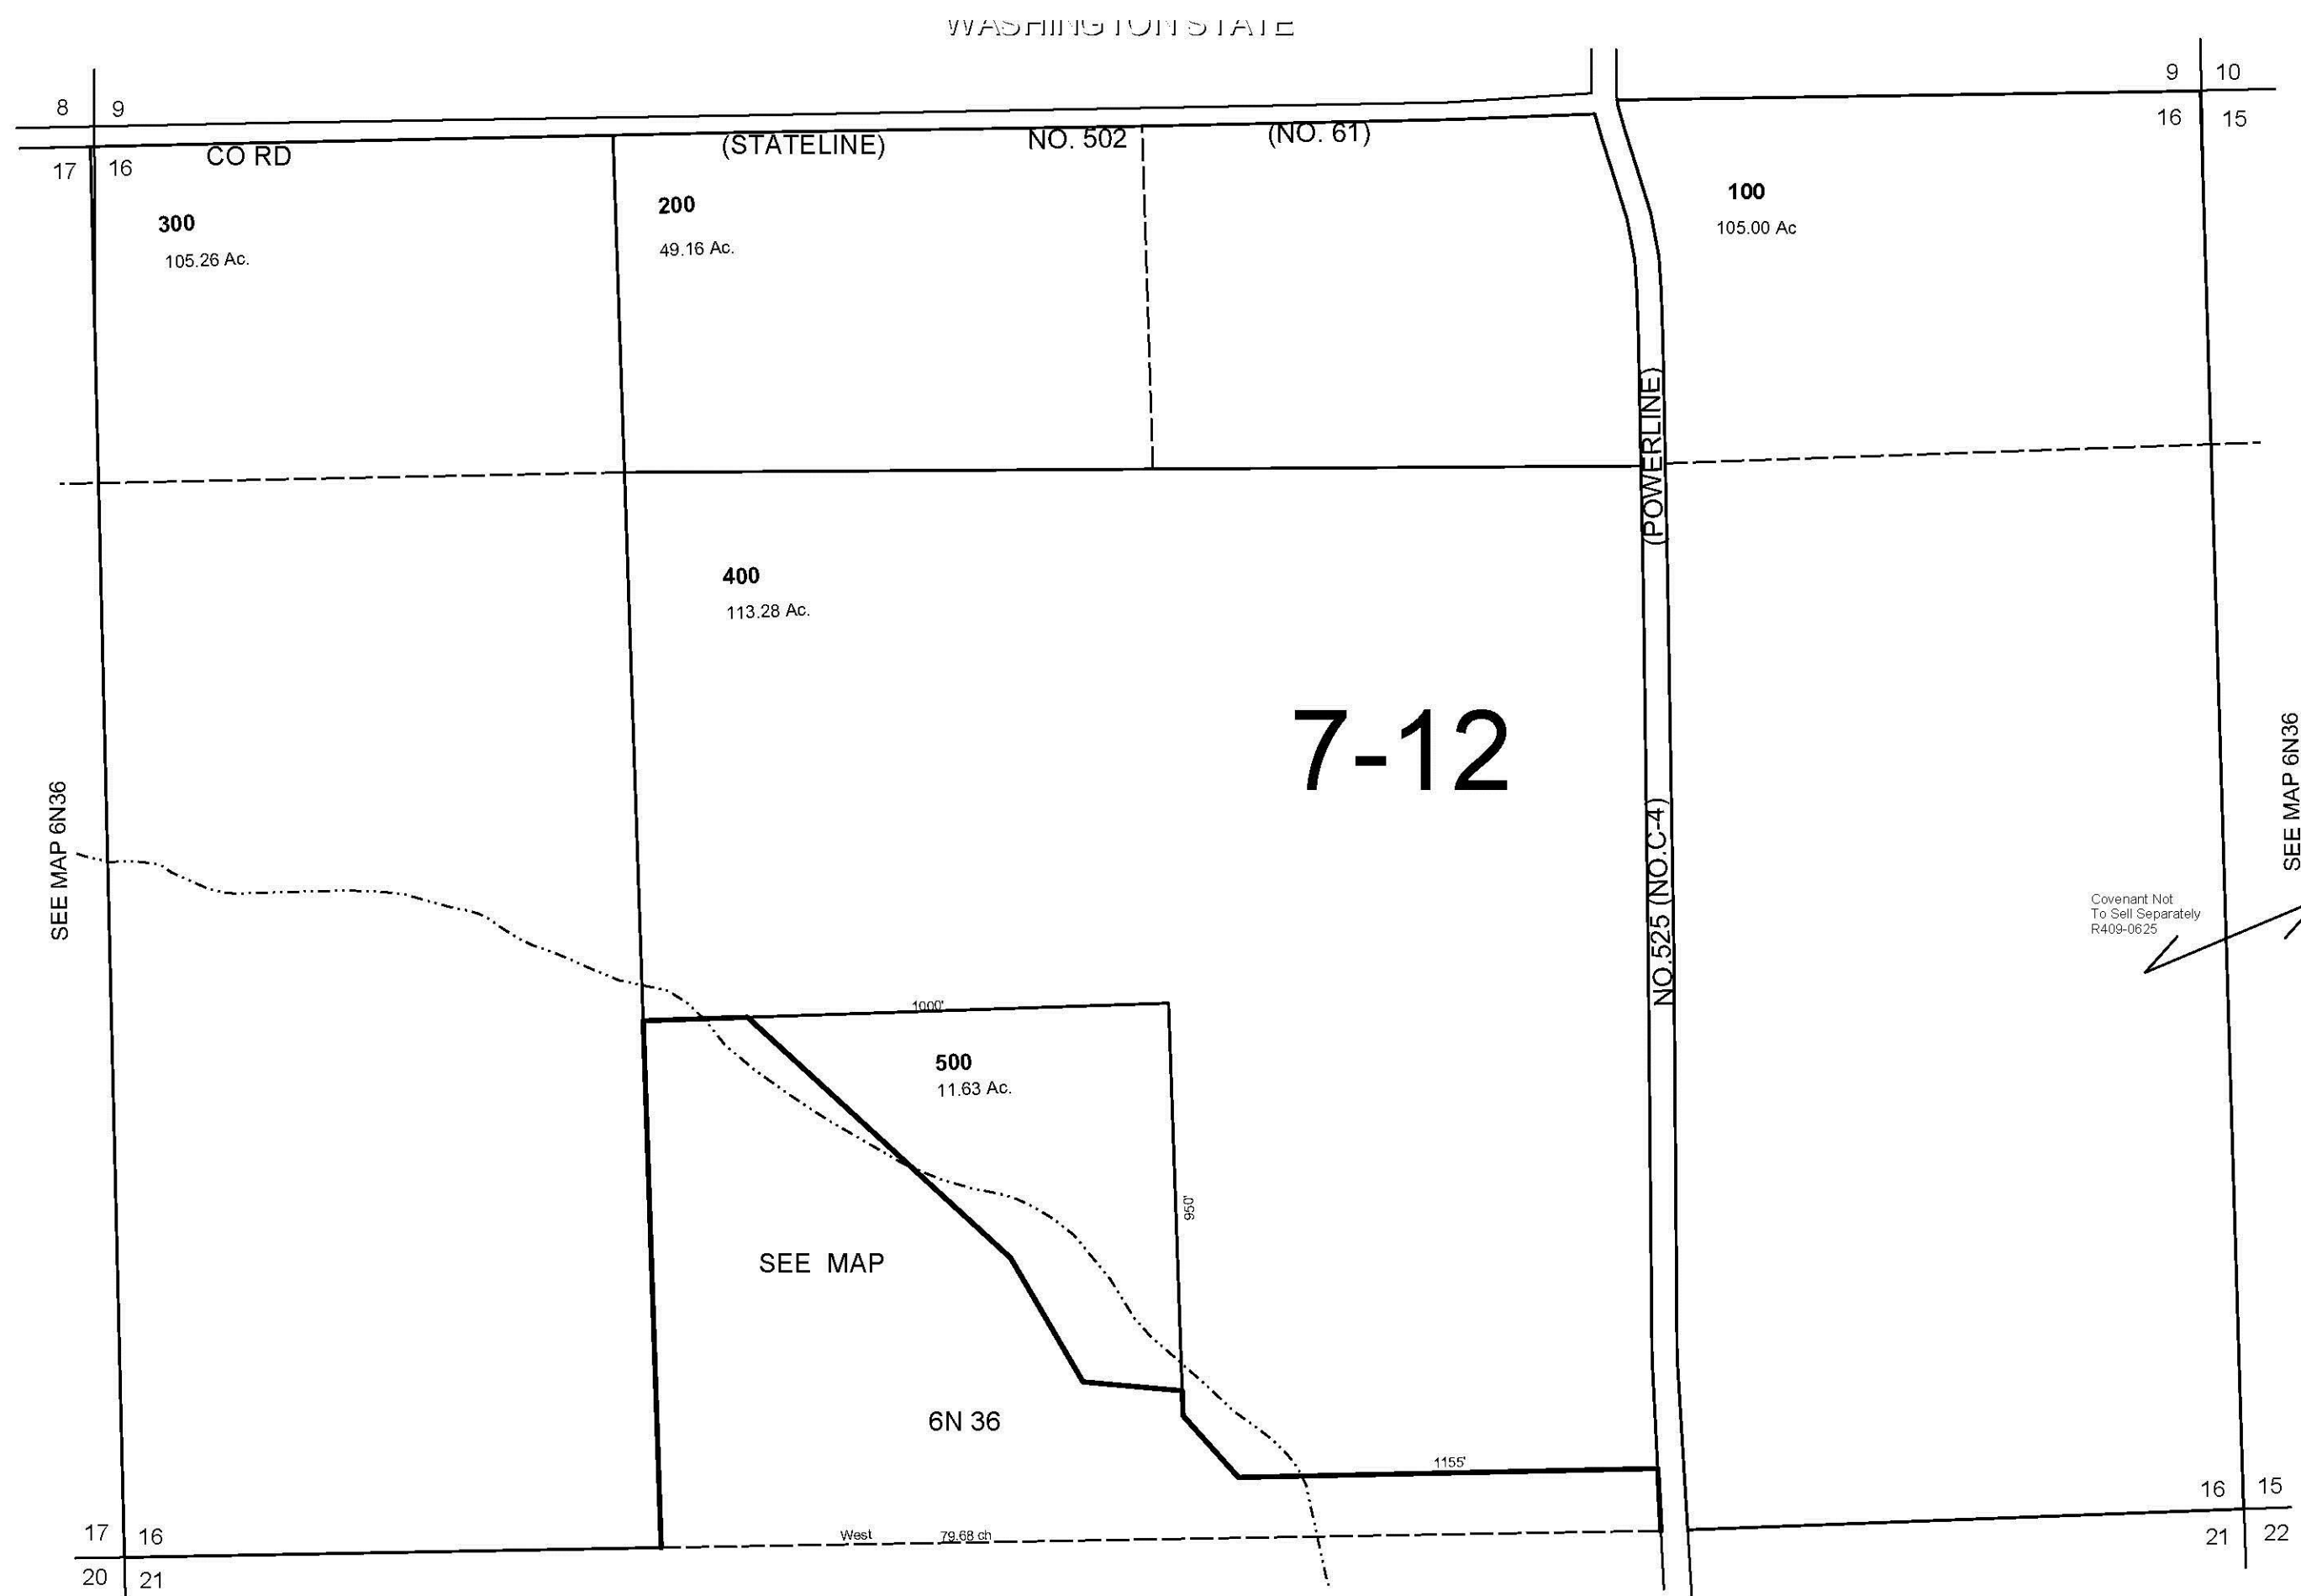 WASHINGTON STATE
8 9
9 10
17 16
16 15
CO RD (STATELINE) NO. 502 (NO. 61)
300
105.26 Ac.
200
49.16 Ac.
100
105.00 Ac
(POWERLINE)
400
113.28 Ac.
7-12
SEE MAP 6N36
SEE MAP 6N36
NO.525 (NO.C-4)
Covenant Not
To Sell Separately
R409-0625
1000'
500
11.63 Ac.
950'
SEE MAP
6N 36
1155'
West 79.68 ch
17 16
20 21
16 15
21 22